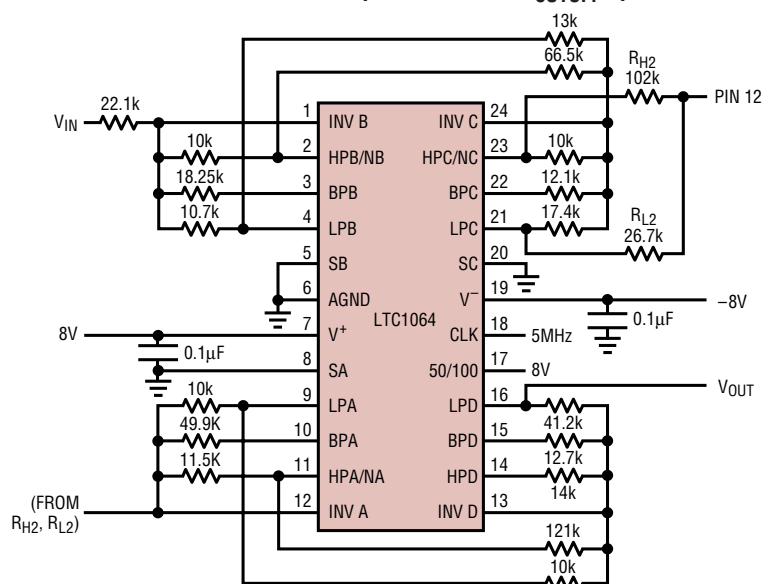 13k
66.5k
RH2
102k
PIN 12
22.1k
VIN
1 INV B INV C 24
10k 2 HPB/NB HPC/NC 23 10k
18.25k 3 BPB BPC 22 12.1k
10.7k 4 LPB LPC 21 17.4k
RL2
26.7k
5 SB SC 20
6 AGND V– 19 –8V
LTC1064
8V 7 V+ CLK 18 5MHz
0.1µF
0.1µF
8 SA 50/100 17 8V
VOUT
10k 9 LPA LPD 16 41.2k
49.9K 10 BPA BPD 15 12.7k
11.5K 11 HPA/NA HPD 14 14k
12 INV A INV D 13
(FROM
RH2, RL2)
121k
10k